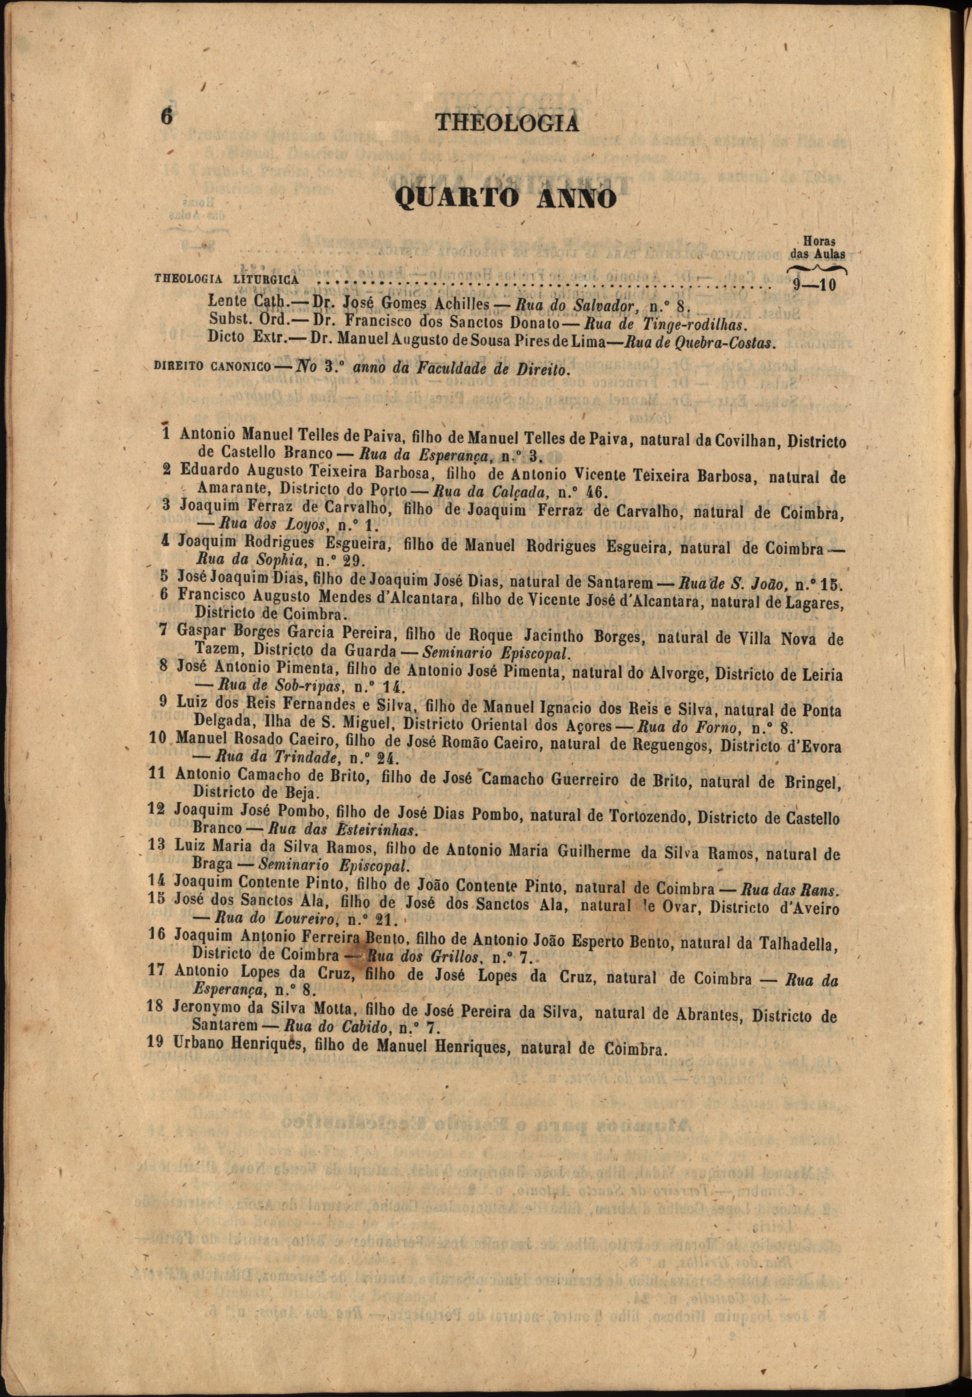 6
THEOLOGIA
QUARTO ANNO
Horas
das Aulas
THEOLOGIA LITURGICA ........................................................ 9—10
Lente Cath.—Dr. José Gomes Achilles—Rua do Salvador, n.° 8.
Subst. Ord.—Dr. Francisco dos Sanctos Donato—Rua de Tinge-rodilhas.
Dicto Extr.—Dr. Manuel Augusto de Sousa Pires de Lima—Rua de Quebra-Costas.
DIREITO CANONICO—No 3.° anno da Faculdade de Direito.
1 Antonio Manuel Telles de Paiva, filho de Manuel Telles de Paiva, natural da Covilhan, Districto
de Castello Branco—Rua da Esperança, n.° 3.
2 Eduardo Augusto Teixeira Barbosa, filho de Antonio Vicente Teixeira Barbosa, natural de
Amarante, Districto do Porto—Rua da Calçada, n.° 46.
3 Joaquim Ferraz de Carvalho, filho de Joaquim Ferraz de Carvalho, natural de Coimbra,
—Rua dos Loyos, n.° 1.
4 Joaquim Rodrigues Esgueira, filho de Manuel Rodrigues Esgueira, natural de Coimbra—
Rua da Sophia, n.° 29.
5 José Joaquim Dias, filho de Joaquim José Dias, natural de Santarem—Rua de S. João, n.° 15.
6 Francisco Augusto Mendes d'Alcantara, filho de Vicente José d'Alcantara, natural de Lagares,
Districto de Coimbra.
7 Gaspar Borges Garcia Pereira, filho de Roque Jacintho Borges, natural de Villa Nova de
Tazem, Districto da Guarda—Seminario Episcopal.
8 José Antonio Pimenta, filho de Antonio José Pimenta, natural do Alvorge, Districto de Leiria
—Rua de Sob-ripas, n.° 14.
9 Luiz dos Reis Fernandes e Silva, filho de Manuel Ignacio dos Reis e Silva, natural de Ponta
Delgada, Ilha de S. Miguel, Districto Oriental dos Açores—Rua do Forno, n.° 8.
10 Manuel Rosado Caeiro, filho de José Romão Caeiro, natural de Reguengos, Districto d'Evora
—Rua da Trindade, n.° 24.
11 Antonio Camacho de Brito, filho de José Camacho Guerreiro de Brito, natural de Bringel,
Districto de Beja.
12 Joaquim José Pombo, filho de José Dias Pombo, natural de Tortozendo, Districto de Castello
Branco—Rua das Esteirinhas.
13 Luiz Maria da Silva Ramos, filho de Antonio Maria Guilherme da Silva Ramos, natural de
Braga—Seminario Episcopal.
14 Joaquim Contente Pinto, filho de João Contente Pinto, natural de Coimbra—Rua das Rans.
15 José dos Sanctos Ala, filho de José dos Sanctos Ala, natural de Ovar, Districto d'Aveiro
—Rua do Loureiro, n.° 21.
16 Joaquim Antonio Ferreira Bento, filho de Antonio João Esperto Bento, natural da Talhadella,
Districto de Coimbra—Rua dos Grillos, n.° 7.
17 Antonio Lopes da Cruz, filho de José Lopes da Cruz, natural de Coimbra—Rua da
Esperança, n.° 8.
18 Jeronymo da Silva Motta, filho de José Pereira da Silva, natural de Abrantes, Districto de
Santarem—Rua do Cabido, n.° 7.
19 Urbano Henriques, filho de Manuel Henriques, natural de Coimbra.